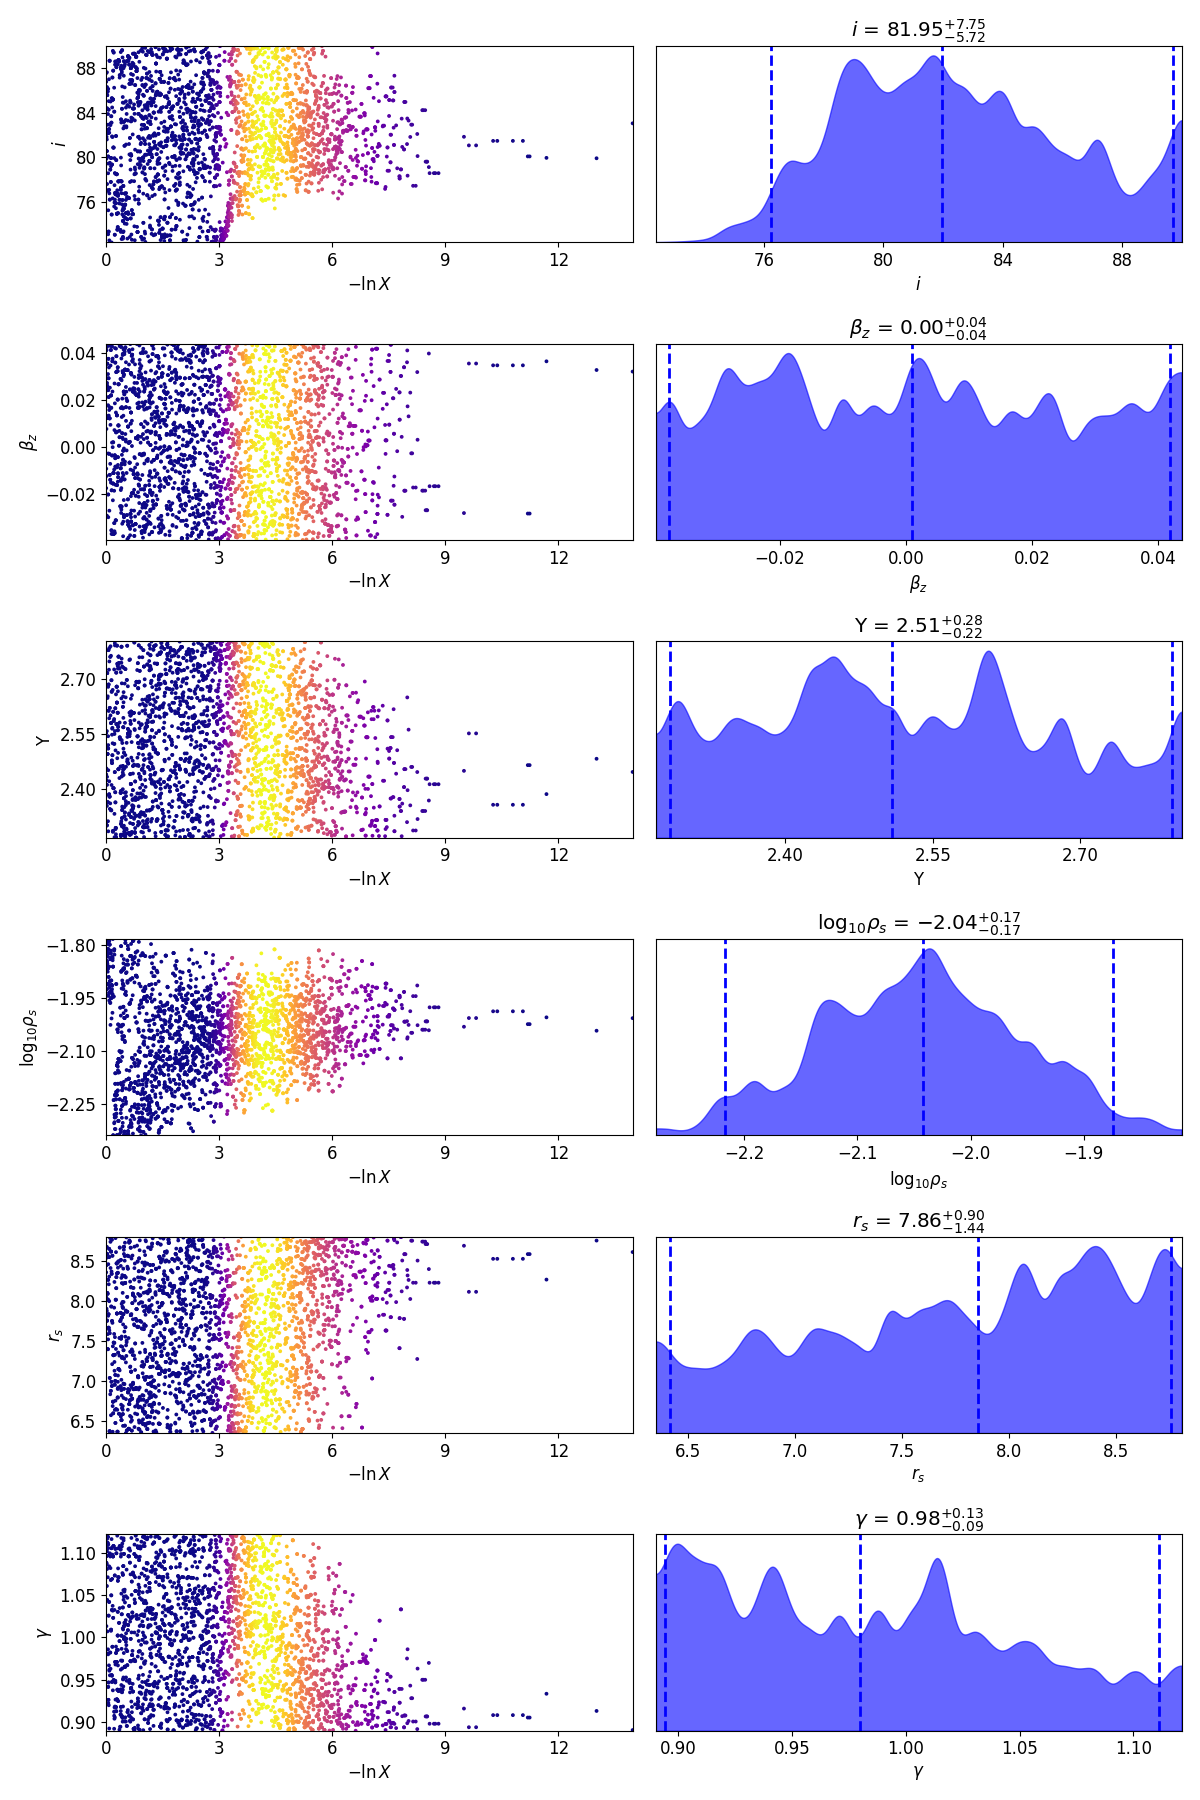 i = 81.95 +7.75 −5.72
88
84
80
76
i
0 3 6 9 12
76 80 84 88
−ln X
i
βz = 0.00 +0.04 −0.04
0.04
0.02
0.00
−0.02
βz
0 3 6 9 12
−0.02 0.00 0.02 0.04
−ln X
βz
Y = 2.51 +0.28 −0.22
2.70
2.55
2.40
Y
0 3 6 9 12
2.40 2.55 2.70
−ln X
Y
log10ρs = −2.04 +0.17 −0.17
−1.80
−1.95
−2.10
−2.25
log10ρs
0 3 6 9 12
−2.2 −2.1 −2.0 −1.9
−ln X
log10ρs
rs = 7.86 +0.90 −1.44
8.5
8.0
7.5
7.0
6.5
rs
0 3 6 9 12
6.5 7.0 7.5 8.0 8.5
−ln X
rs
γ = 0.98 +0.13 −0.09
1.10
1.05
1.00
0.95
0.90
γ
0 3 6 9 12
0.90 0.95 1.00 1.05 1.10
−ln X
γ